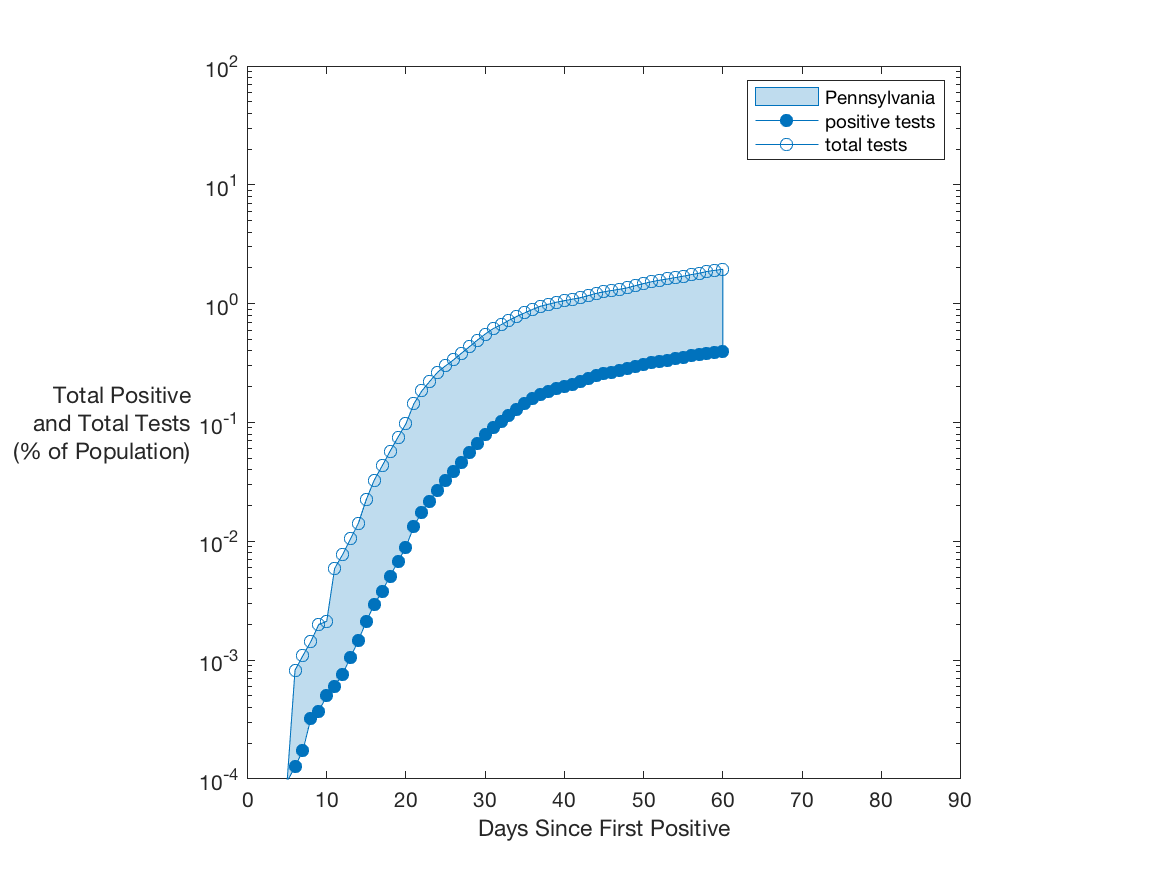 10^2
10^1
10^0
10^-1
10^-2
10^-3
10^-4
Total Positive
and Total Tests
(% of Population)
Pennsylvania
positive tests
total tests
0 10 20 30 40 50 60 70 80 90
Days Since First Positive